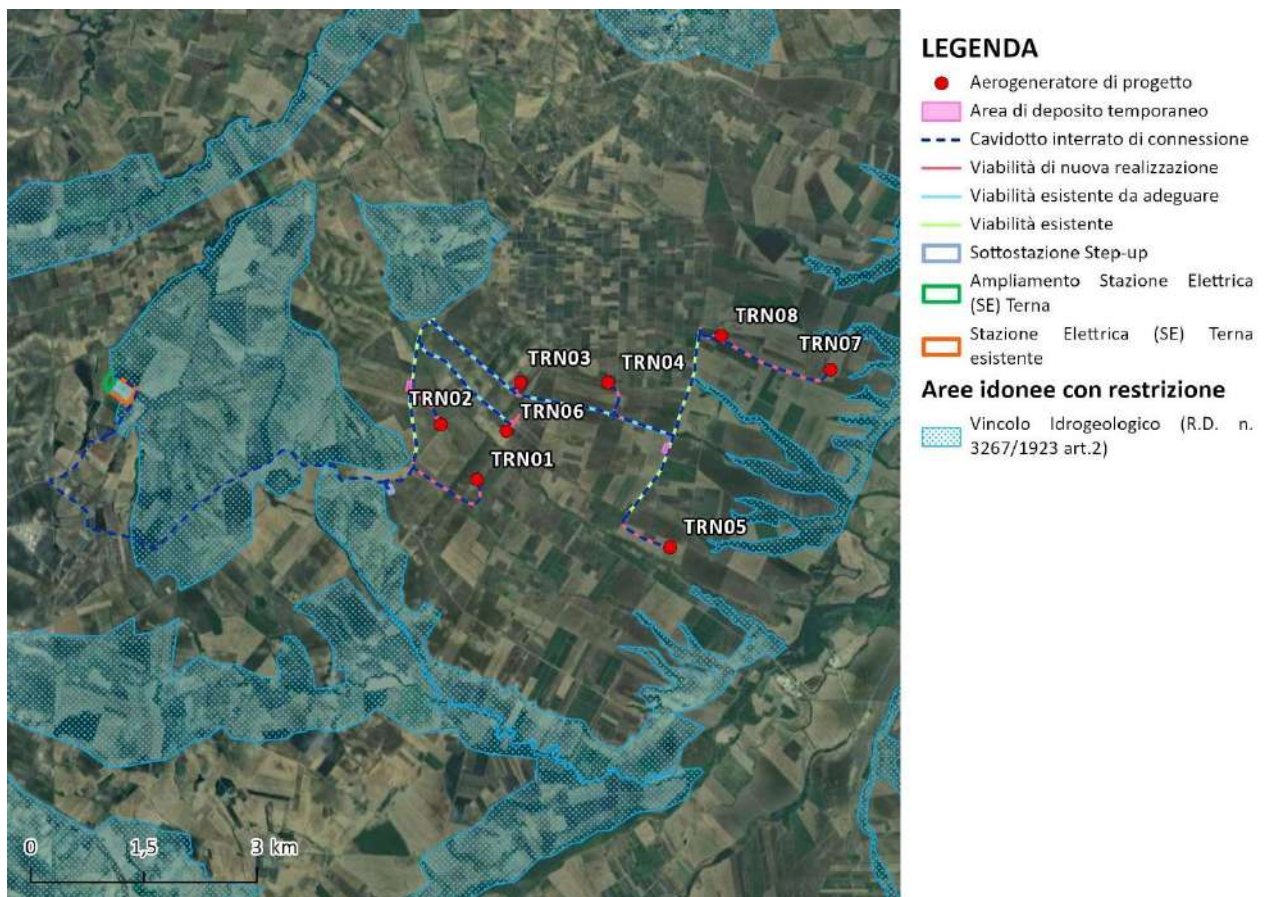 LEGENDA
Aerogeneratore di progetto
Area di deposito temporaneo
Cavidotto interrato di connessione
Viabilità di nuova realizzazione
Viabilità esistente da adeguare
Viabilità esistente
Sottostazione Step-up
Ampliamento Stazione Elettrica
(SE) Terna
Stazione Elettrica (SE) Terna
esistente
Aree idonee con restrizione
Vincolo Idrogeologico (R.D. n.
3267/1923 art.2)
TRN08
TRN07
TRN03
TRN04
TRN02
TRN06
TRN01
TRN05
0 1,5 3 km